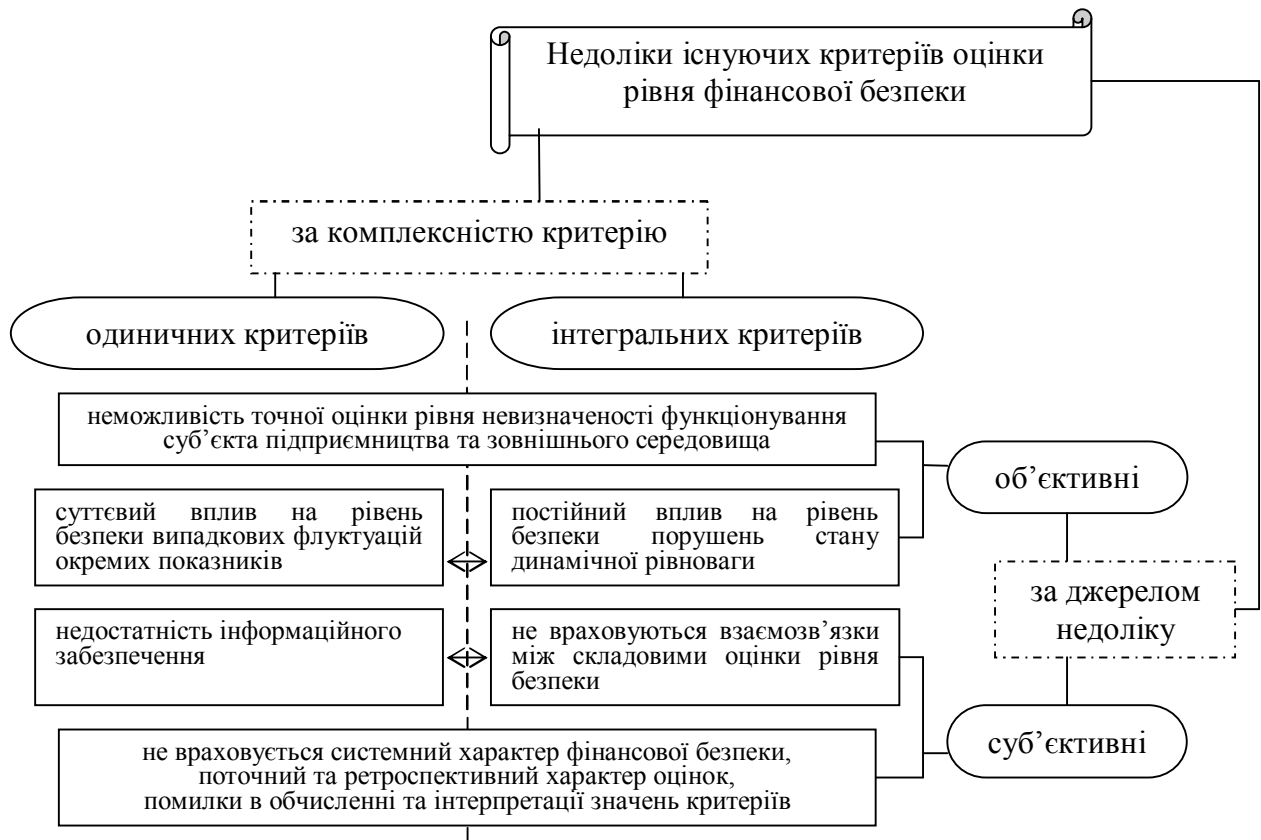 Недоліки існуючих критеріїв оцінки
рівня фінансової безпеки
за комплексністю критерію
одиничних критеріїв
інтегральних критеріїв
неможливість точної оцінки рівня невизначеності функціонування
суб’єкта підприємництва та зовнішнього середовища
об’єктивні
суттєвий вплив на рівень
безпеки випадкових флуктуацій
окремих показників
постійний вплив на рівень
безпеки порушень стану
динамічної рівноваги
за джерелом
недоліку
недостатність інформаційного
забезпечення
не враховуються взаємозв’язки
між складовими оцінки рівня
безпеки
суб’єктивні
не враховується системний характер фінансової безпеки,
поточний та ретроспективний характер оцінок,
помилки в обчисленні та інтерпретації значень критеріїв